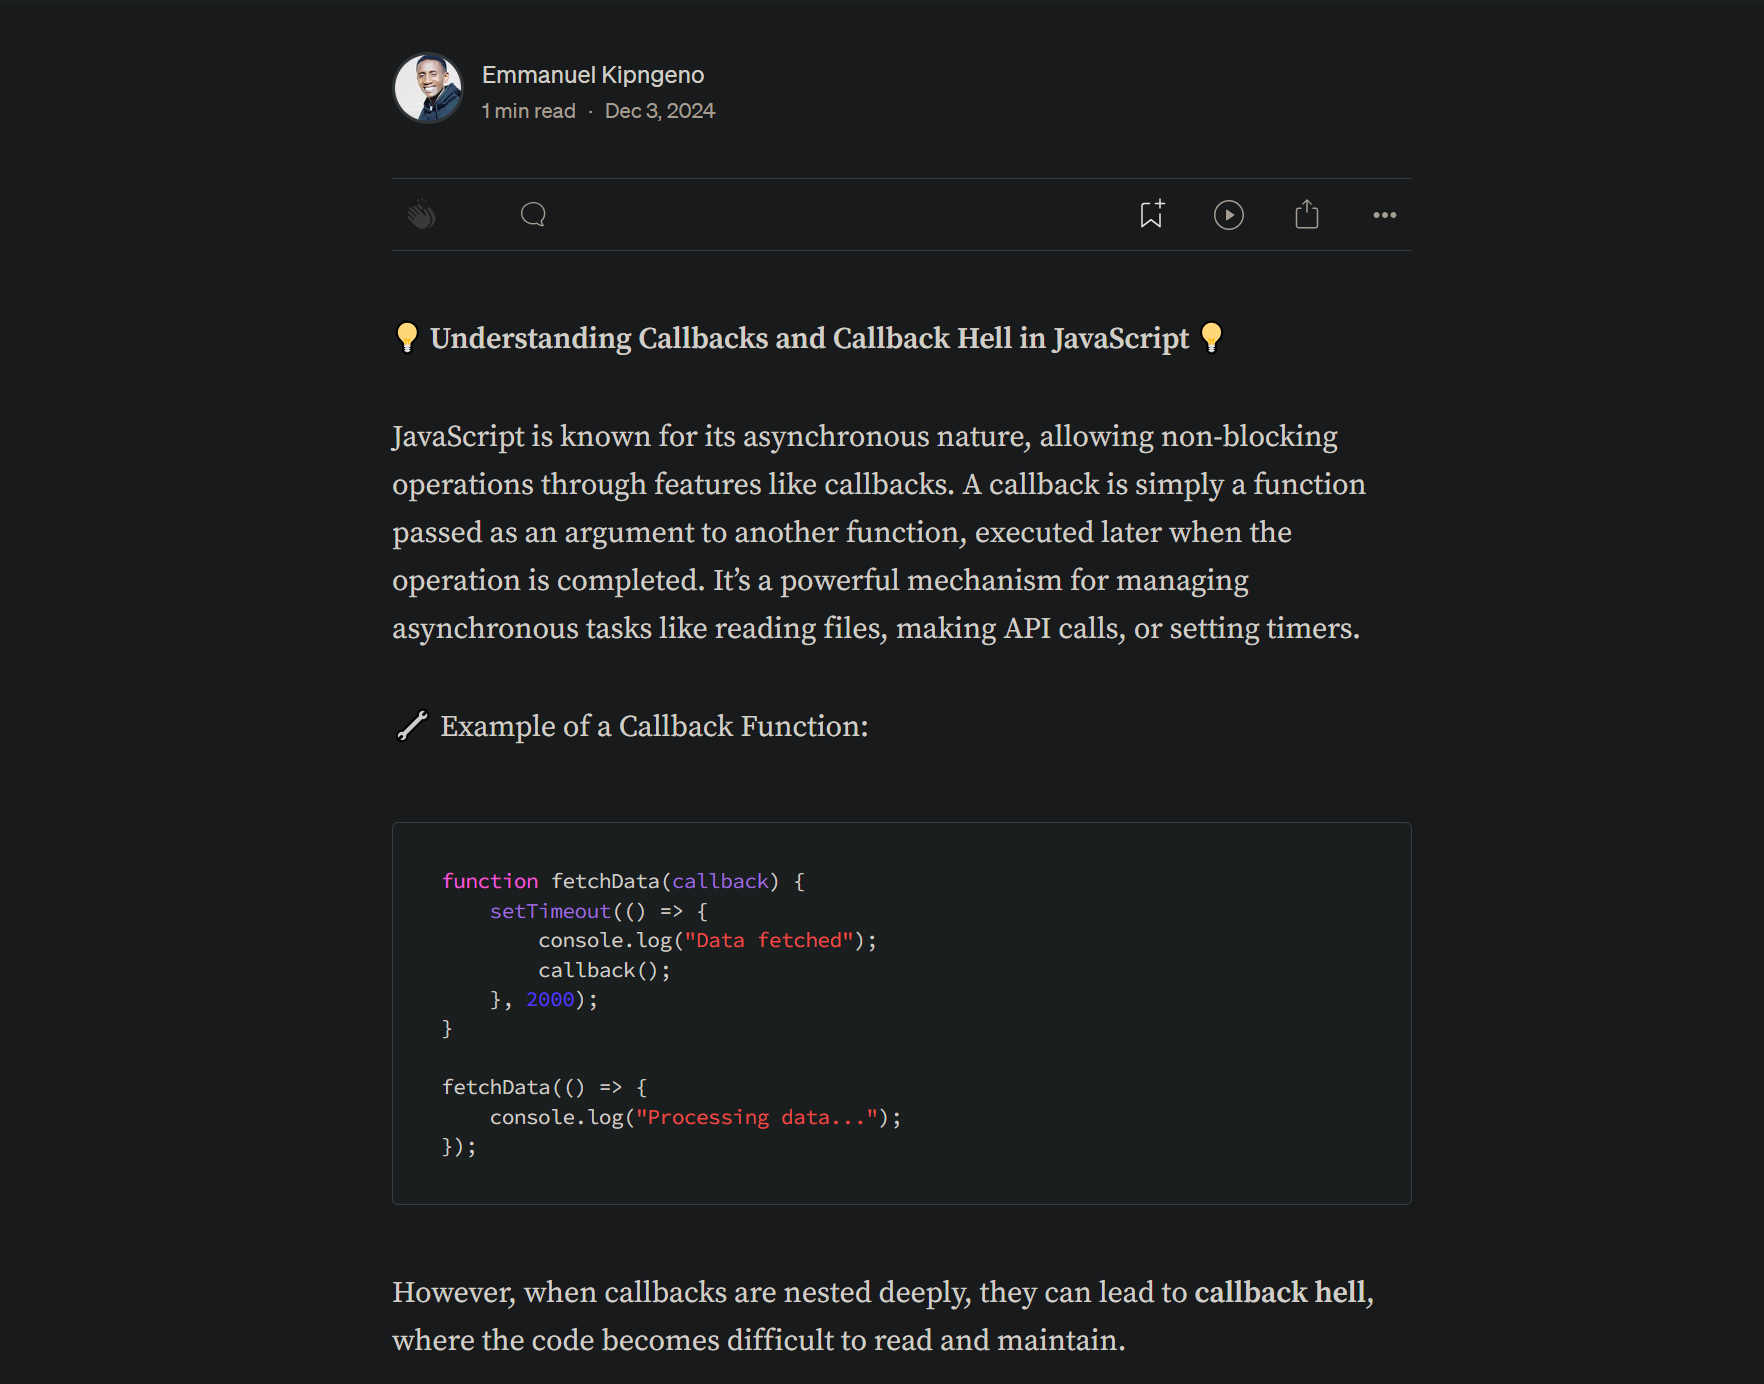 Emmanuel Kipngeno
1 min read · Dec 3, 2024
💡 Understanding Callbacks and Callback Hell in JavaScript 💡
JavaScript is known for its asynchronous nature, allowing non-blocking
operations through features like callbacks. A callback is simply a function
passed as an argument to another function, executed later when the
operation is completed. It’s a powerful mechanism for managing
asynchronous tasks like reading files, making API calls, or setting timers.
🔧 Example of a Callback Function:
function fetchData(callback) {
    setTimeout(() => {
        console.log("Data fetched");
        callback();
    }, 2000);
}
fetchData(() => {
    console.log("Processing data...");
});
However, when callbacks are nested deeply, they can lead to callback hell,
where the code becomes difficult to read and maintain.